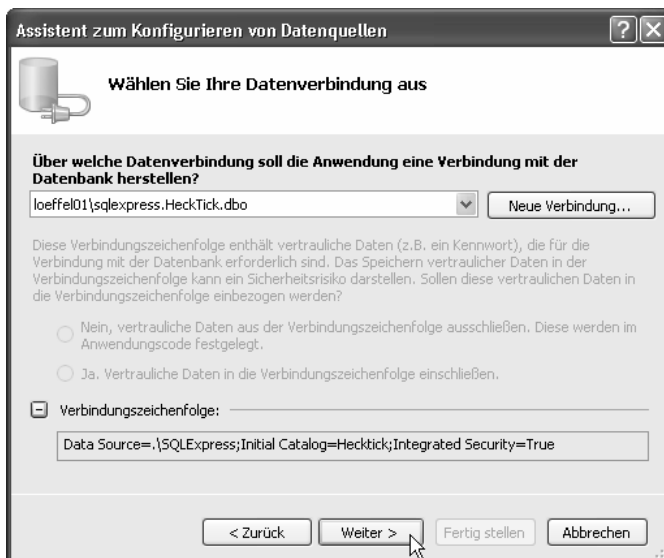 Assistent zum Konfigurieren von Datenquellen
Wählen Sie Ihre Datenverbindung aus
Über welche Datenverbindung soll die Anwendung eine Verbindung mit der
Datenbank herstellen?
loeffel01\sqlexpress.HeckTick.dbo
Neue Verbindung...
Diese Verbindungszeichenfolge enthält vertrauliche Daten (z.B. ein Kennwort), die für die
Verbindung mit der Datenbank erforderlich sind. Das Speichern vertraulicher Daten in der
Verbindungszeichenfolge kann ein Sicherheitsrisiko darstellen. Sollen diese vertraulichen Daten in
die Verbindungszeichenfolge einbezogen werden?
Nein, vertrauliche Daten aus der Verbindungszeichenfolge ausschließen. Diese werden im
Anwendungscode festgelegt.
Ja. Vertrauliche Daten in die Verbindungszeichenfolge einschließen.
Verbindungszeichenfolge:
Data Source=.\SQLExpress;Initial Catalog=Hecktick;Integrated Security=True
< Zurück Weiter > Fertig stellen Abbrechen